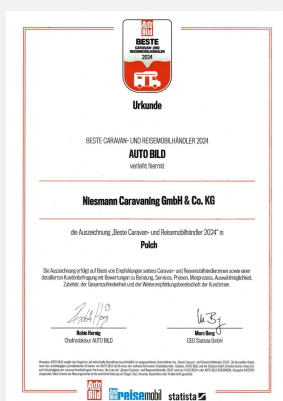 Auto
Bild
BESTE
CARAVAN- UND
REISEMOBILHÄNDLER
2024
Urkunde
BESTE CARAVAN- UND REISEMOBILHÄNDLER 2024
AUTO BILD
verleiht hiermit
Niesmann Caravaning GmbH & Co. KG
die Auszeichnung „Beste Caravan- und Reisemobilhändler 2024“ in
Polch
Die Auszeichnung erfolgt auf Basis von Empfehlungen seitens Caravan- und Reisemobilhändler:innen sowie einer
detaillierten Kundenbefragung mit Bewertungen zu Beratung, Services, Preisen, Mietprozess, Auswahlmöglichkeit,
Zubehör, der Gesamtzufriedenheit und der Weiterempfehlungsbereitschaft der Kund:innen.
Robin Hornig
Chefredakteur AUTO BILD
Marc Berg
CEO Statista GmbH
Auto
Bild
Auto
Bild
reisemobil
statista